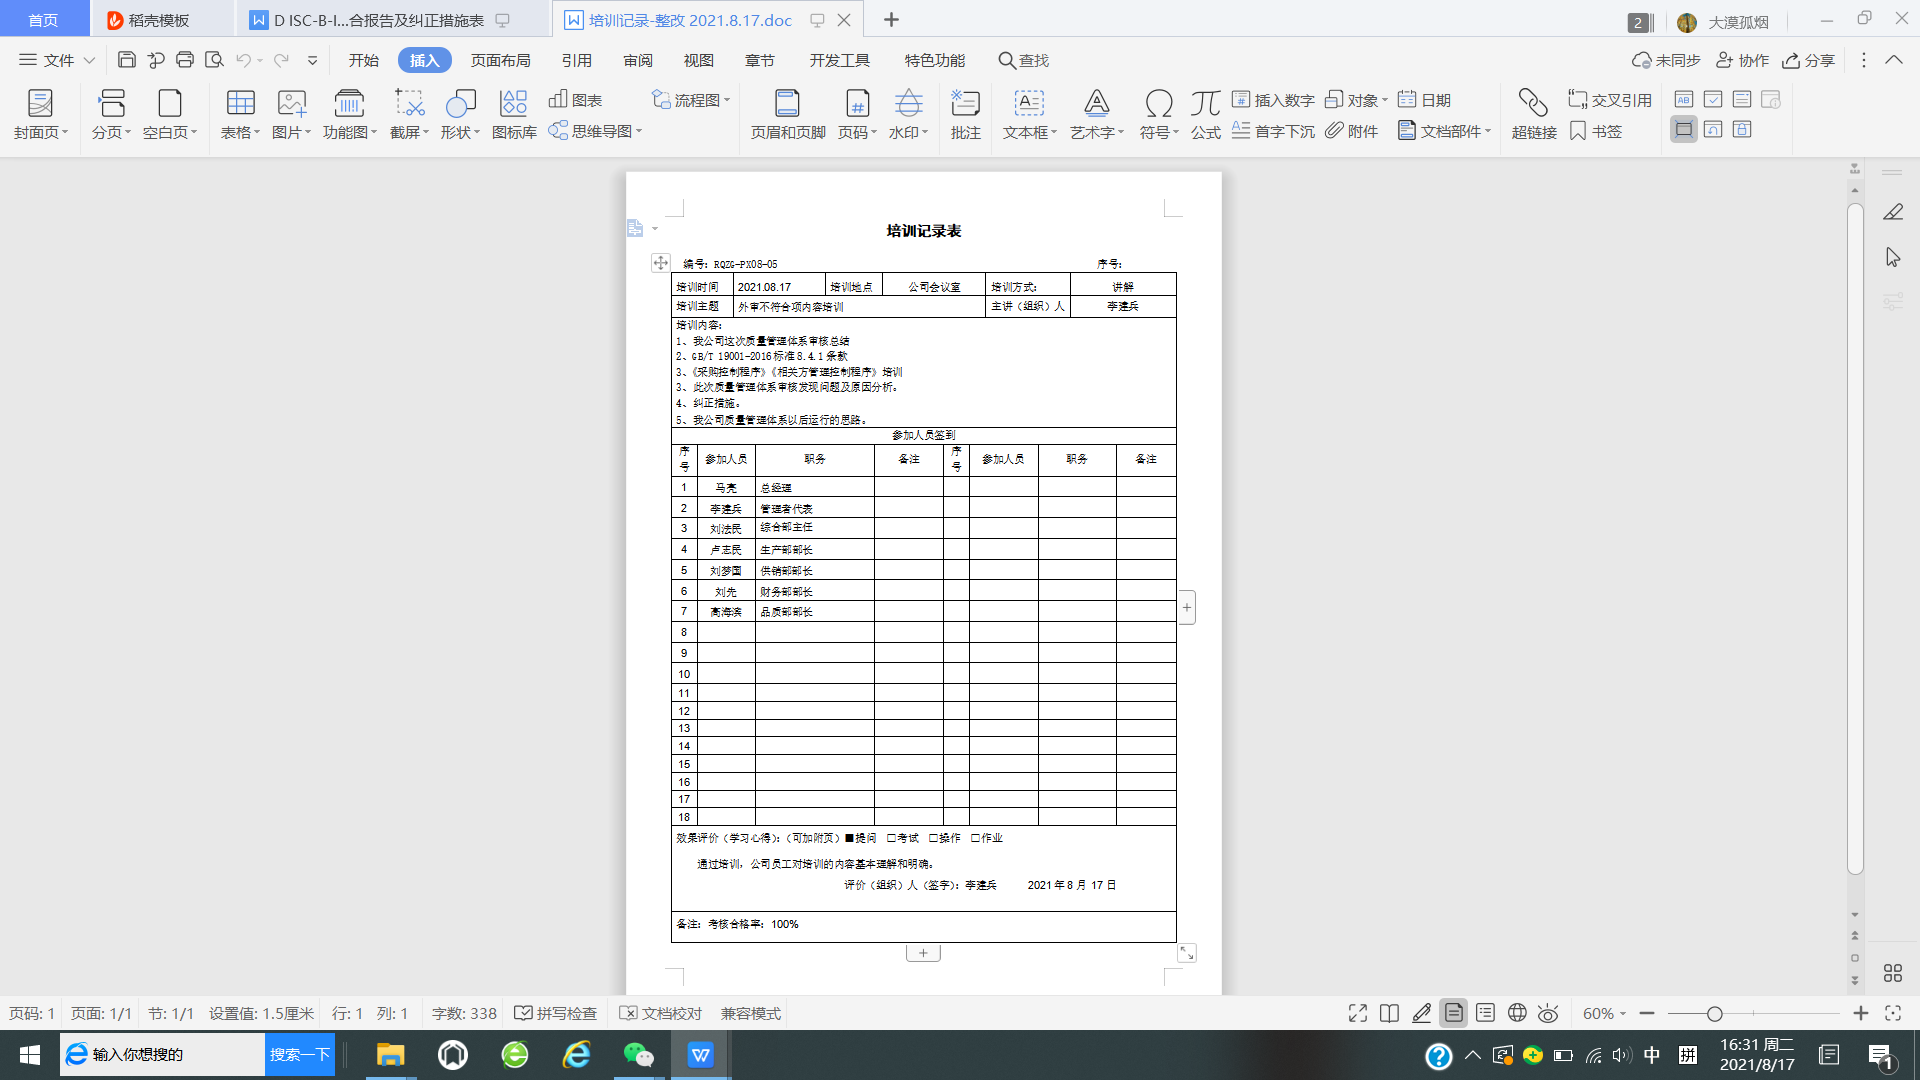 首页 稻壳模板 D ISC-B-I...合报告及纠正措施表 培训记录-整改 2021.8.17.doc 2 大漠孤烟
文件 开始 插入 页面布局 引用 审阅 视图 章节 开发工具 特色功能 查找 未同步 协作 分享
封面页 分页 空白页 表格 图片 功能图 截屏 形状 图标库 图表 思维导图 流程图 页眉和页脚 页码 水印 批注 文本框 艺术字 符号 公式 插入数字 首字下沉 对象 附件 日期 文档部件 超链接 交叉引用 书签
培训记录表
编号：RQZG-PX08-05 序号：
培训时间 2021.08.17 培训地点 公司会议室 培训方式： 讲解
培训主题 外审不符合项内容培训 主讲（组织）人 李建兵
培训内容：
1、我公司这次质量管理体系审核总结
2、GB/T 19001-2016标准8.4.1条款
3、《采购控制程序》《相关方管理控制程序》培训
3、此次质量管理体系审核发现问题及原因分析。
4、纠正措施。
5、我公司质量管理体系以后运行的思路。
参加人员签到
序号 参加人员 职务 备注 序号 参加人员 职务 备注
1 马亮 总经理
2 李建兵 管理者代表
3 刘法民 综合部主任
4 卢志民 生产部部长
5 刘梦国 供销部部长
6 刘先 财务部部长
7 高海滨 品质部部长
8
9
10
11
12
13
14
15
16
17
18
效果评价（学习心得）：（可加附页）■提问 □考试 □操作 □作业
通过培训，公司员工对培训的内容基本理解和明确。
评价（组织）人（签字）：李建兵 2021年8月 17日
备注：考核合格率：100%
页码: 1 页面: 1/1 节: 1/1 设置值: 1.5厘米 行: 1 列: 1 字数: 338 拼写检查 文档校对 兼容模式 60%
输入你想搜的 搜索一下 中 拼 16:31 周二
2021/8/17 1